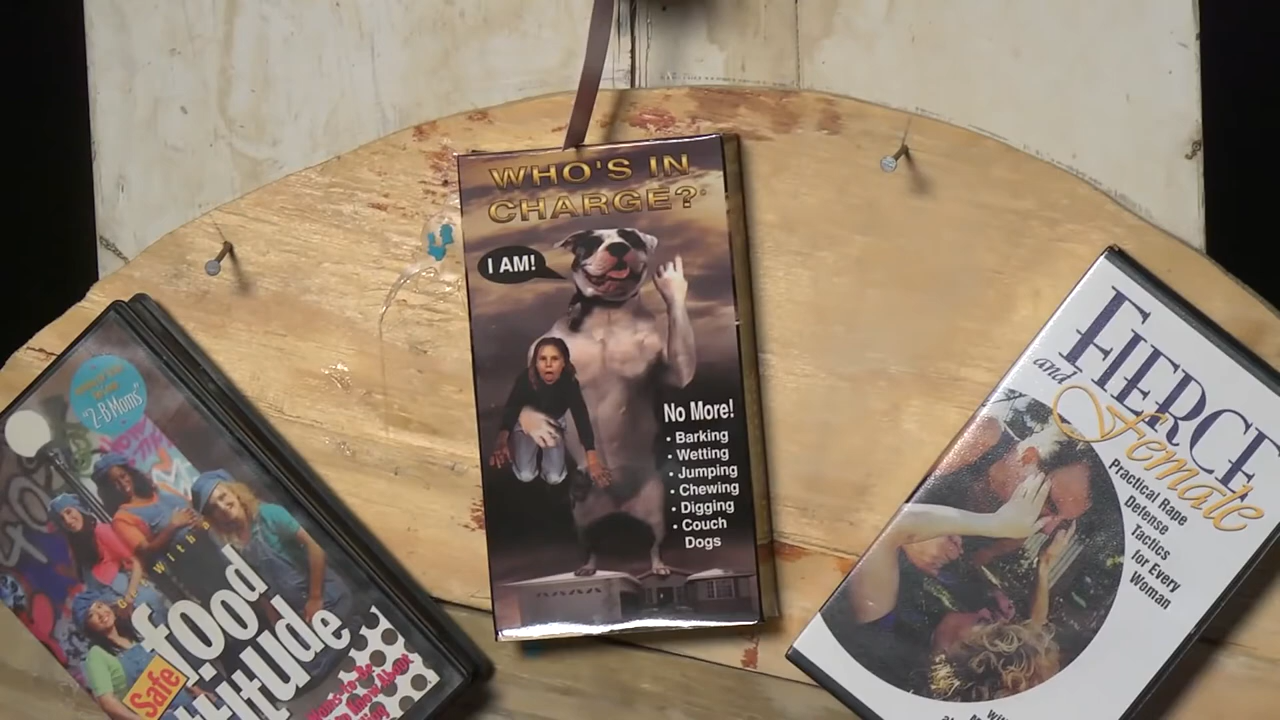 WHO'S IN
CHARGE?
I AM!
No More!
• Barking
• Wetting
• Jumping
• Chewing
• Digging
• Couch
Dogs
"2-B Moms"
With a
Safe
food
FIERCE
and
Female
Practical Rape
Defense
Tactics
for Every
Woman